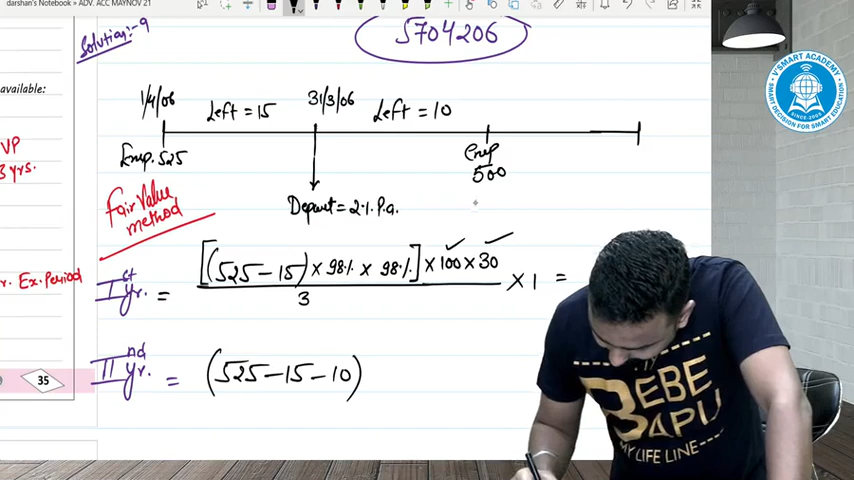 darshan's Notebook » ADV. ACC MAYNOV 21
Solution:-9
5704206
available:
VP
3 yrs.
r. Ex. Period
35
1/4/06 Left = 15 31/3/06 Left = 10
Emp. 525
Emp
500
Depart = 2%. P.a.
Fair Value
method
Ist yr. = [(525 - 15) × 98% × 98%] × 100 × 30
3
× 1 =
IInd yr. = (525 - 15 - 10)
V'SMART ACADEMY
SMART DECISION FOR SMART EDUCATION
SINCE-2005
BEBE
BAPU
MY LIFE LINE